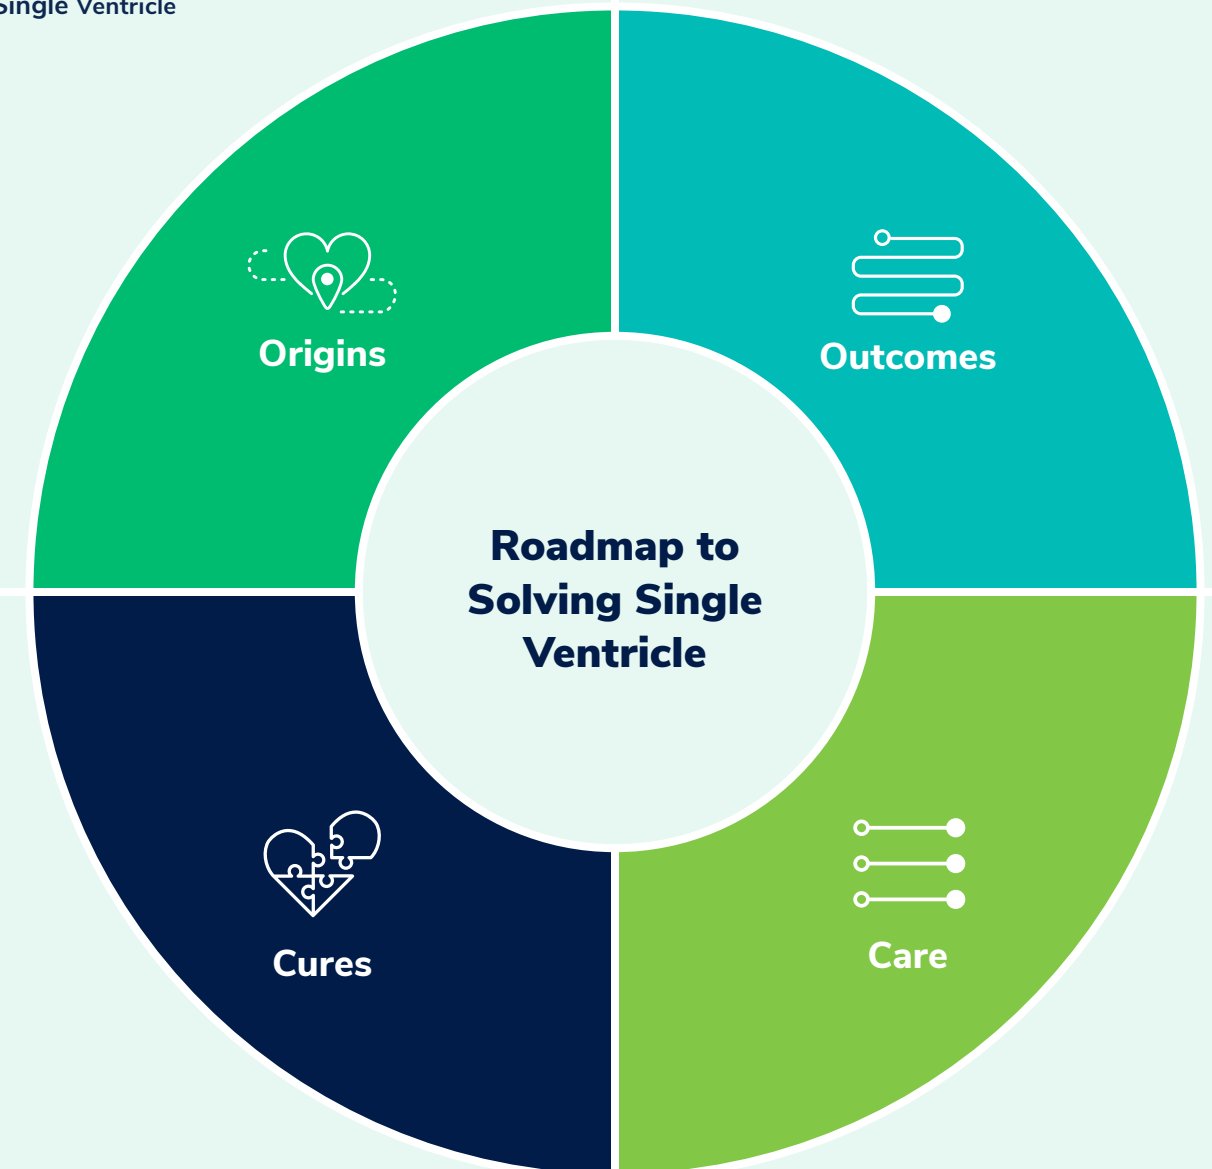 Single Ventricle
Origins
Outcomes
Roadmap to
Solving Single
Ventricle
Cures
Care